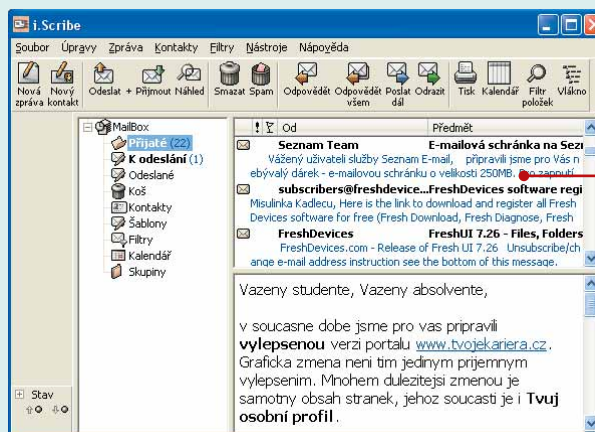 i.Scribe
Soubor Úpravy Zpráva Kontakty Filtry Nástroje Nápověda
Nová zpráva Nový kontakt Odeslat + Přijmout Náhled Smazat Spam Odpovědět Odpovědět všem Poslat dál Odrazit Tisk Kalendář Filtr položek Vlákno
MailBox
Přijaté (22)
K odeslání (1)
Odeslané
Koš
Kontakty
Šablony
Filtry
Kalendář
Skupiny
Stav
! Od Předmět
Seznam Team E-mailová schránka na Sezn
Vážený uživateli služby Seznam E-mail, připravili jsme pro Vás n
ebývalý dárek - e-mailovou schránku o velikosti 250MB. Pro zapnutí
subscribers@freshdevice...FreshDevices software regi
Misulinka Kadlecu, Here is the link to download and register all Fresh
Devices software for free (Fresh Download, Fresh Diagnose, Fresh
FreshDevices FreshUI 7.26 - Files, Folders
FreshDevices.com - Release of Fresh UI 7.26 Unsubscribe/ch
ange e-mail address instruction see the bottom of this message.
Vazeny studente, Vazeny absolvente,
v soucasne dobe jsme pro vas pripravili
vylepsenou verzi portalu www.tvojekariera.cz.
Graficka zmena neni tim jedinym prijemnym
vylepsenim. Mnohem dulezitejsi zmenou je
samotny obsah stranek, jehoz soucasti je i Tvuj
osobní profil.